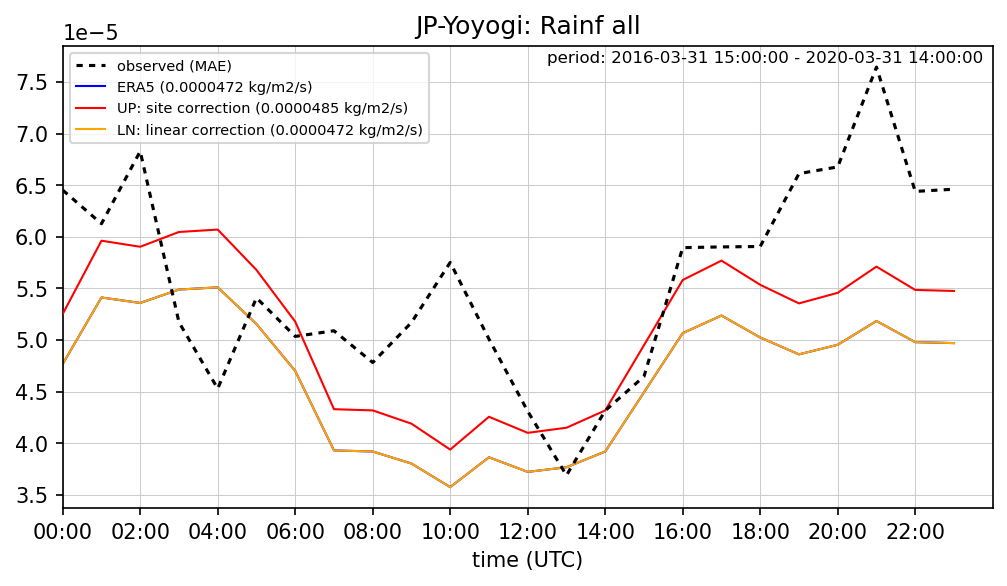 JP-Yoyogi: Rainf all
1e−5
period: 2016-03-31 15:00:00 - 2020-03-31 14:00:00
observed (MAE)
ERA5 (0.0000472 kg/m2/s)
UP: site correction (0.0000485 kg/m2/s)
LN: linear correction (0.0000472 kg/m2/s)
7.5
7.0
6.5
6.0
5.5
5.0
4.5
4.0
3.5
00:00 02:00 04:00 06:00 08:00 10:00 12:00 14:00 16:00 18:00 20:00 22:00
time (UTC)